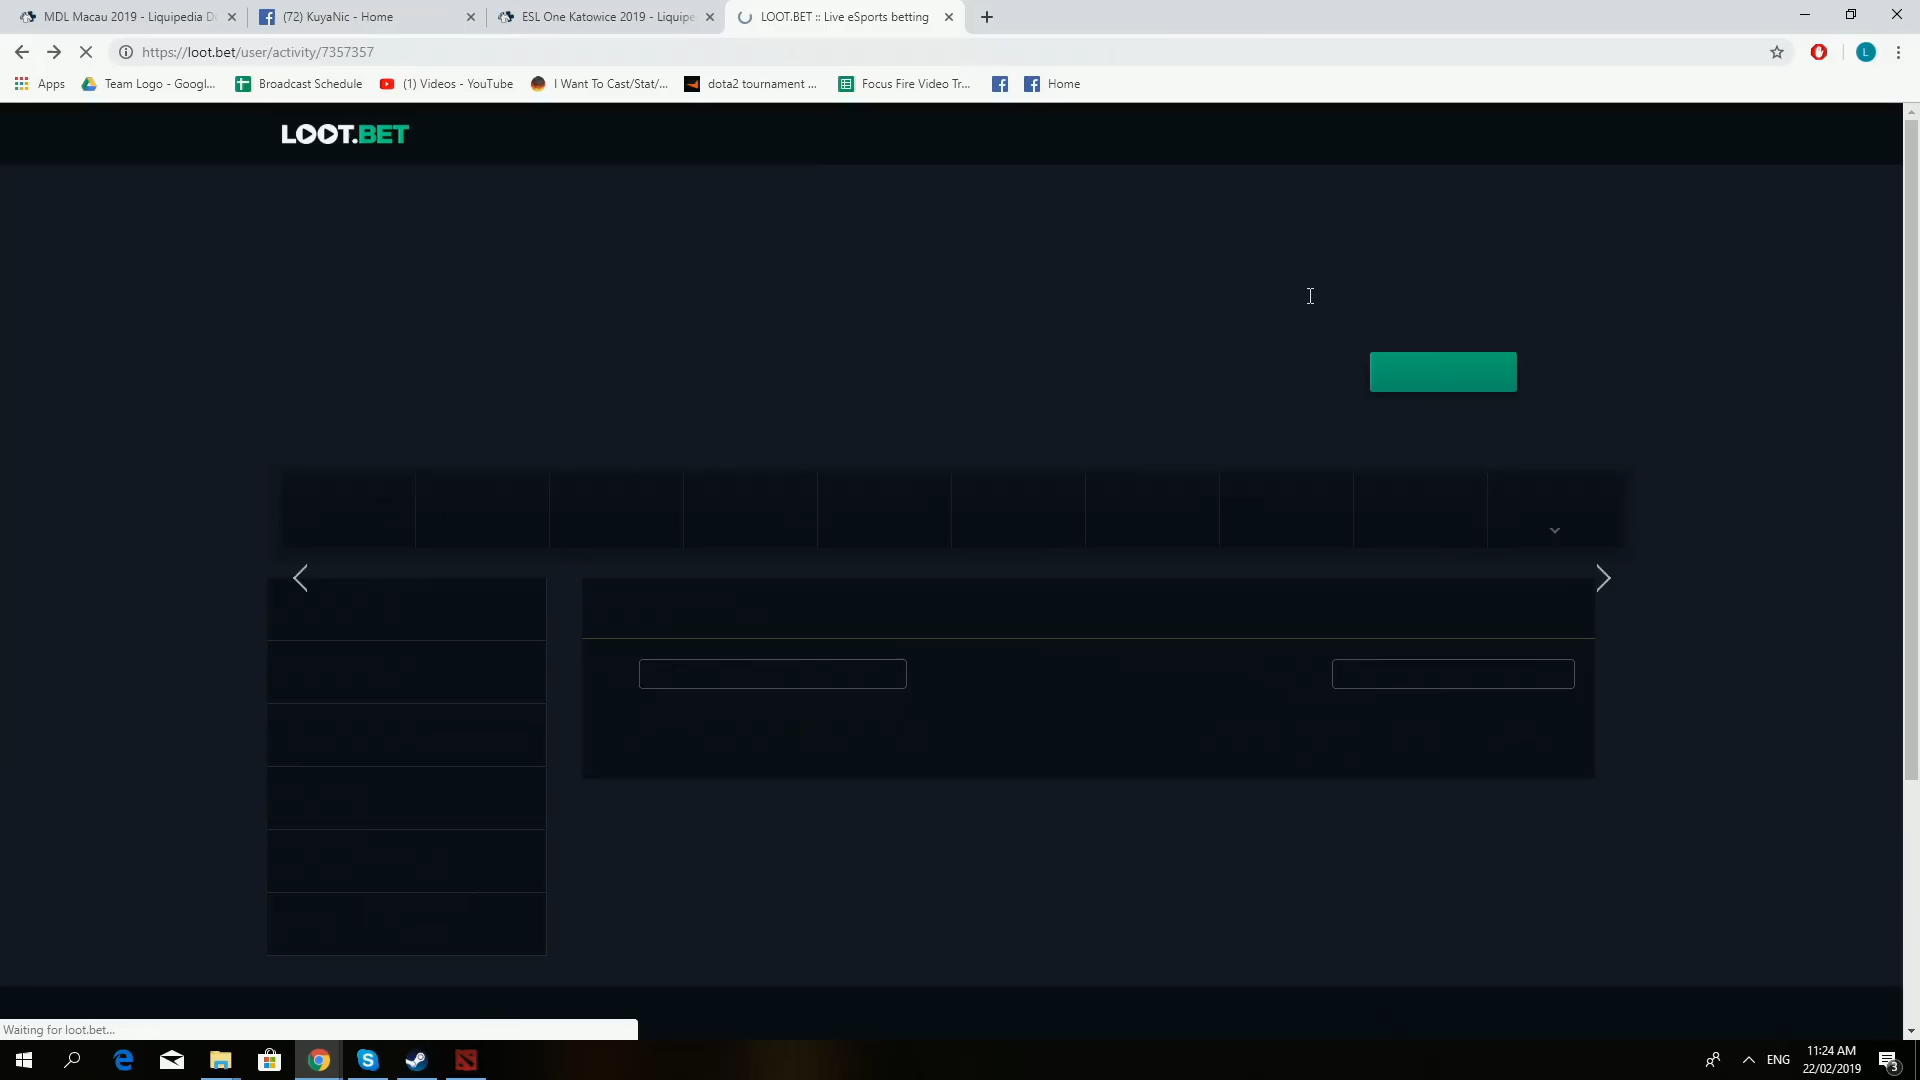 MDL Macau 2019 - Liquipedia D
(72) KuyaNic - Home
ESL One Katowice 2019 - Liquipe
LOOT.BET :: Live eSports betting
https://loot.bet/user/activity/7357357
L
Apps
Team Logo - Googl...
Broadcast Schedule
(1) Videos - YouTube
I Want To Cast/Stat/...
dota2 tournament ...
Focus Fire Video Tr...
Home
LOOT.BET
Waiting for loot.bet...
ENG
11:24 AM
22/02/2019
3